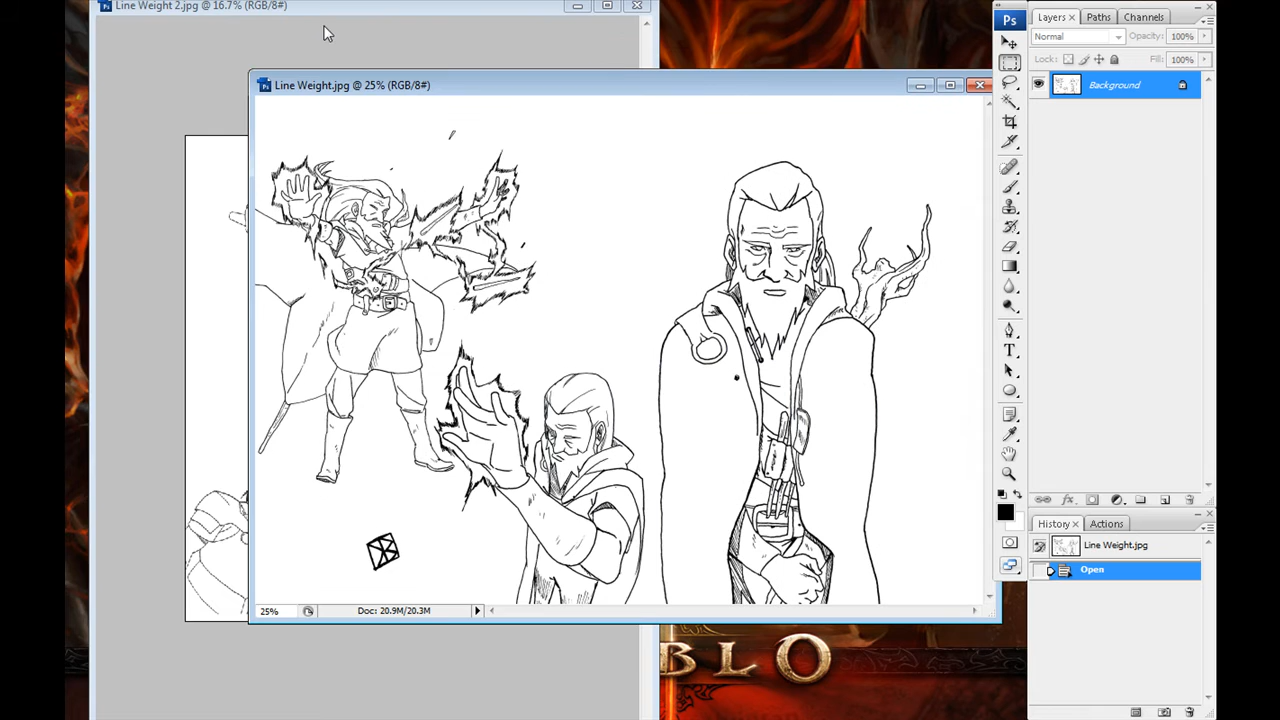 Line Weight 2.jpg @ 16.7% (RGB/8#)
Ps
Layers × Paths Channels
Normal Opacity: 100%
Lock: Fill: 100%
Line Weight.jpg @ 25% (RGB/8#)
Background
T
fx
History × Actions
Line Weight.jpg
Open
25% Doc: 20.9M/20.3M
BLO